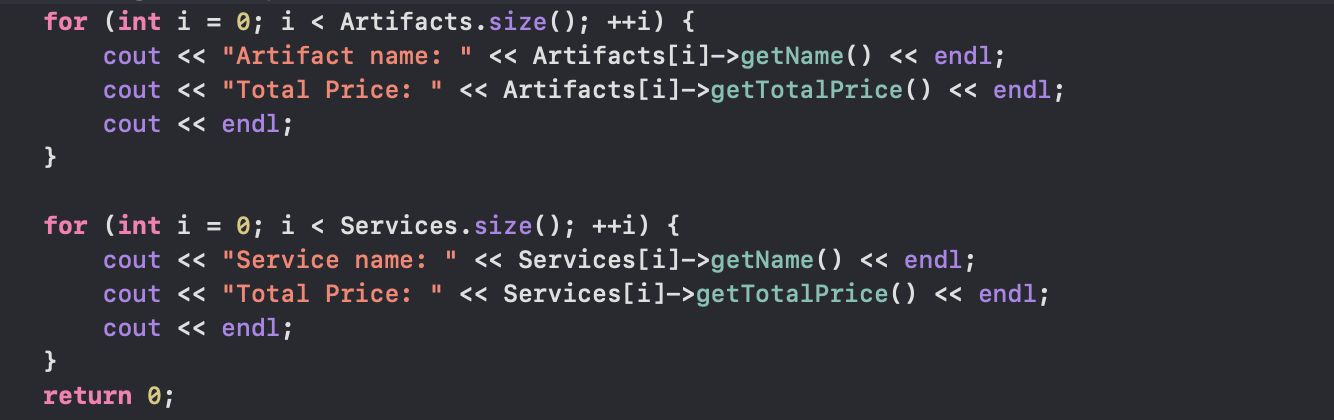 for (int i = 0; i < Artifacts.size(); ++i) {
    cout << "Artifact name: " << Artifacts[i]->getName() << endl;
    cout << "Total Price: " << Artifacts[i]->getTotalPrice() << endl;
    cout << endl;
}

for (int i = 0; i < Services.size(); ++i) {
    cout << "Service name: " << Services[i]->getName() << endl;
    cout << "Total Price: " << Services[i]->getTotalPrice() << endl;
    cout << endl;
}
return 0;